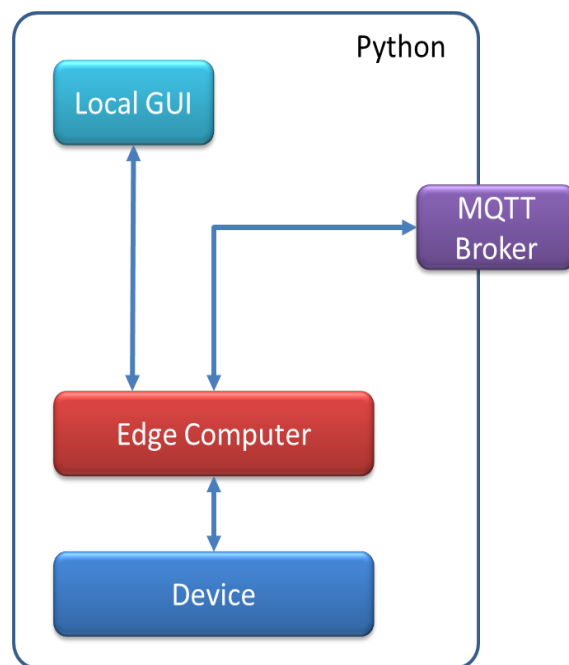 Python
Local GUI
MQTT
Broker
Edge Computer
Device